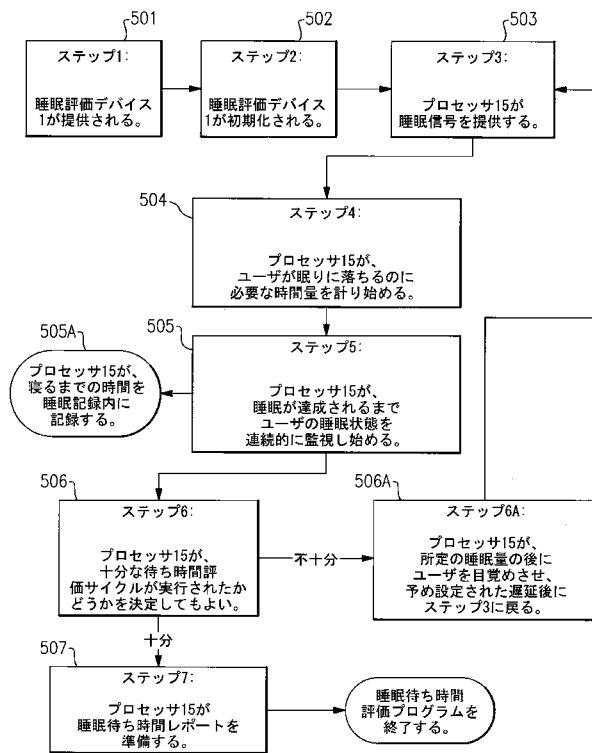 501
ステップ1:
睡眠評価デバイス
1が提供される。
502
ステップ2:
睡眠評価デバイス
1が初期化される。
503
ステップ3:
プロセッサ15が
睡眠信号を提供する。
504
ステップ4:
プロセッサ15が、
ユーザが眠りに落ちるのに
必要な時間量を計り始める。
505
ステップ5:
プロセッサ15が、
睡眠が達成されるまで
ユーザの睡眠状態を
連続的に監視し始める。
505A
プロセッサ15が、
寝るまでの時間を
睡眠記録内に
記録する。
506
ステップ6:
プロセッサ15が、
十分な待ち時間評
価サイクルが実行されたか
どうかを決定してもよい。
不十分
506A
ステップ6A:
プロセッサ15が、
所定の睡眠量の後に
ユーザを目覚めさせ、
予め設定された遅延後に
ステップ3に戻る。
十分
507
ステップ7:
プロセッサ15が
睡眠待ち時間レポートを
準備する。
睡眠待ち時間
評価プログラムを
終了する。